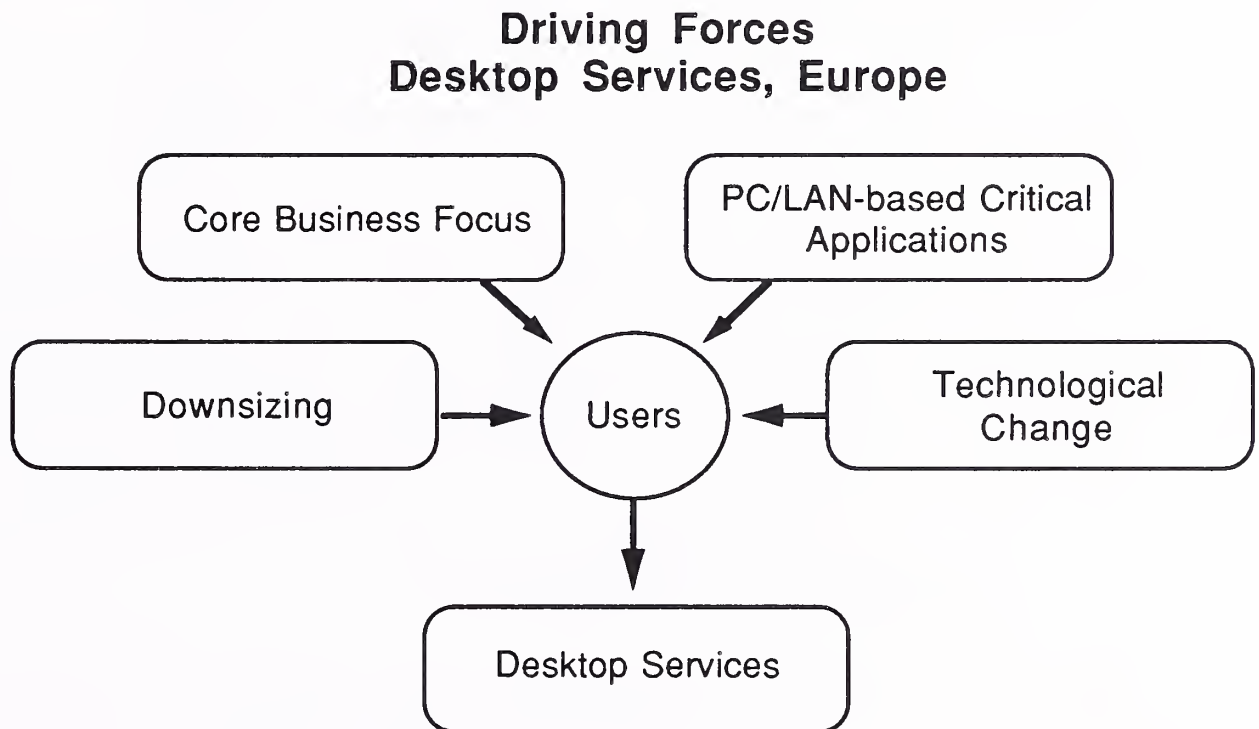 Driving Forces
Desktop Services, Europe
Core Business Focus
PC/LAN-based Critical
Applications
Downsizing
Users
Technological
Change
Desktop Services